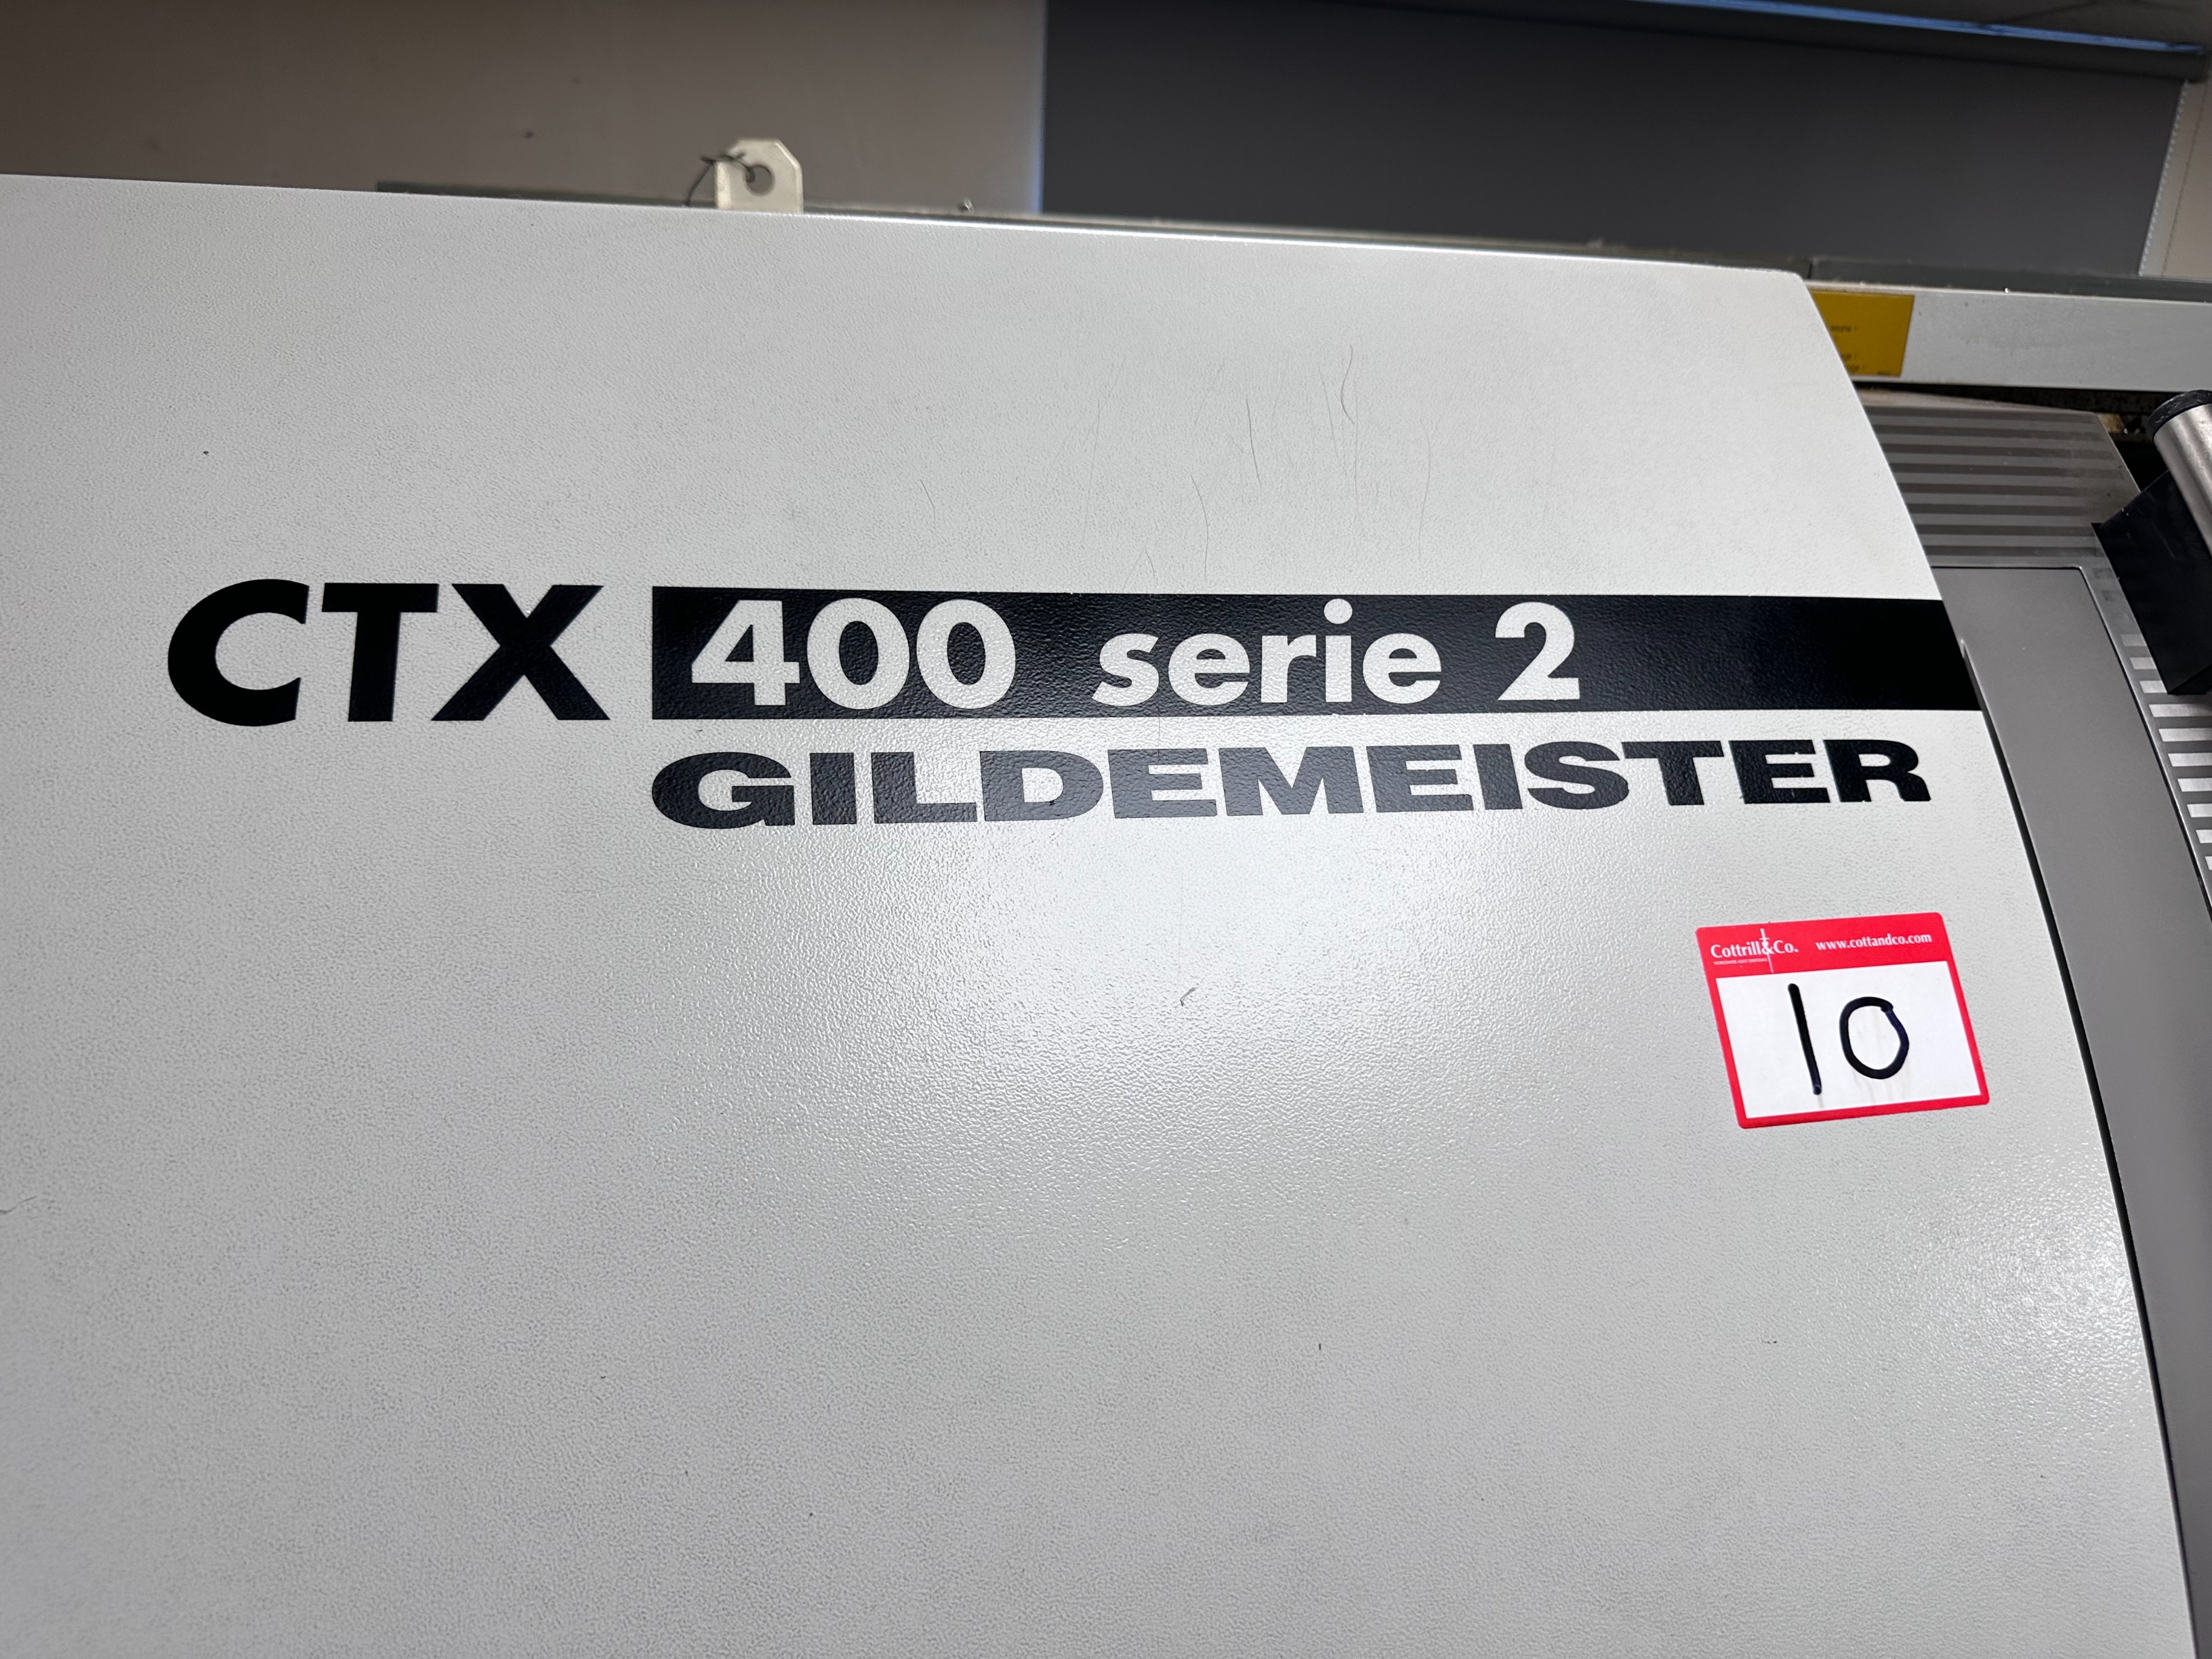 CTX 400 serie 2
GILDEMEISTER
Cottrill&Co. www.cottandco.com
10